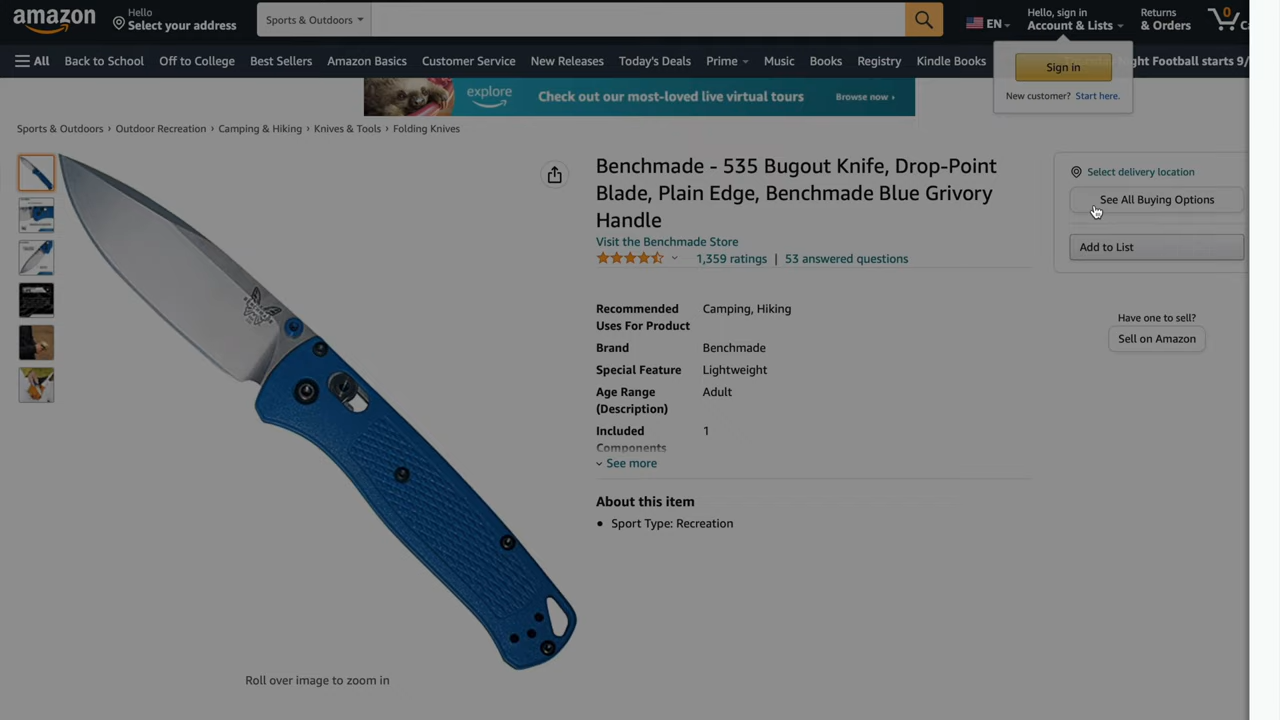 amazon
Hello
Select your address
Sports & Outdoors
EN
Hello, sign in
Account & Lists
Returns
& Orders
0
All
Back to School
Off to College
Best Sellers
Amazon Basics
Customer Service
New Releases
Today's Deals
Prime
Music
Books
Registry
Kindle Books
Night Football starts 9/
Sign in
New customer? Start here.
explore
Check out our most-loved live virtual tours
Browse now ›
Sports & Outdoors › Outdoor Recreation › Camping & Hiking › Knives & Tools › Folding Knives
Benchmade - 535 Bugout Knife, Drop-Point
Blade, Plain Edge, Benchmade Blue Grivory
Handle
Visit the Benchmade Store
1,359 ratings | 53 answered questions
Recommended
Uses For Product
Camping, Hiking
Brand
Benchmade
Special Feature
Lightweight
Age Range
(Description)
Adult
Included
Components
1
See more
About this item
• Sport Type: Recreation
Select delivery location
See All Buying Options
Add to List
Have one to sell?
Sell on Amazon
Roll over image to zoom in